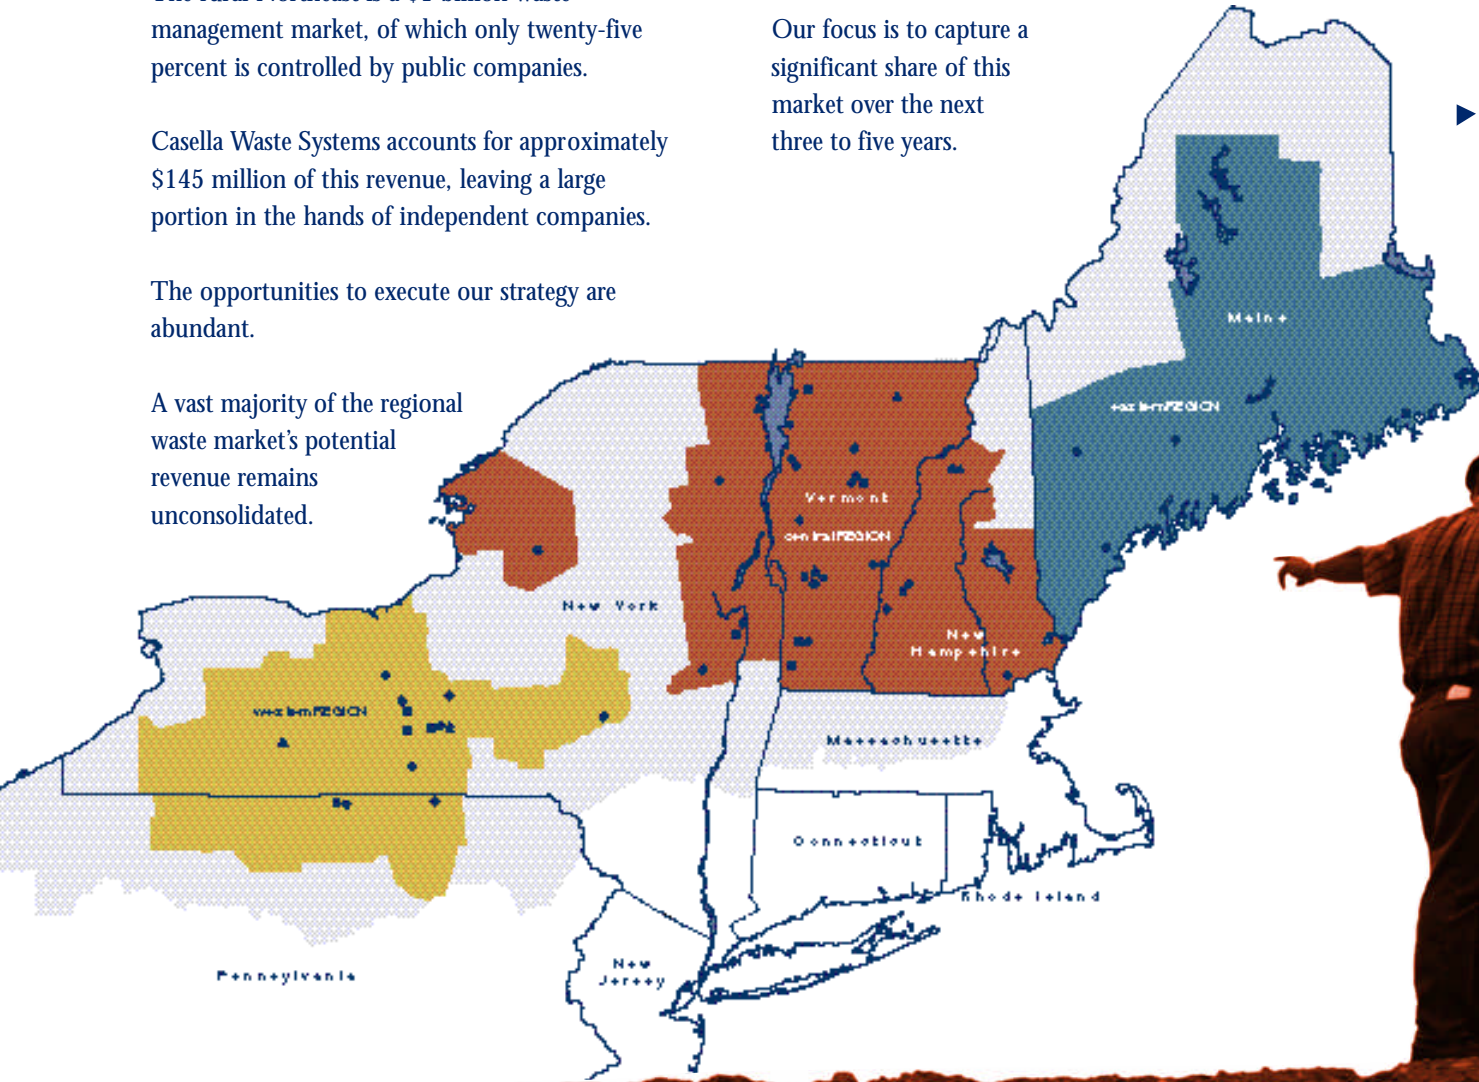 management market, of which only twenty-five
percent is controlled by public companies.
Casella Waste Systems accounts for approximately
$145 million of this revenue, leaving a large
portion in the hands of independent companies.
The opportunities to execute our strategy are
abundant.
A vast majority of the regional
waste market's potential
revenue remains
unconsolidated.
Our focus is to capture a
significant share of this
market over the next
three to five years.
Maine
easternREGION
Vermont
centralREGION
New York
New
Hampshire
westernREGION
Massachusetts
Connecticut
Rhode Island
Pennsylvania
New
Jersey